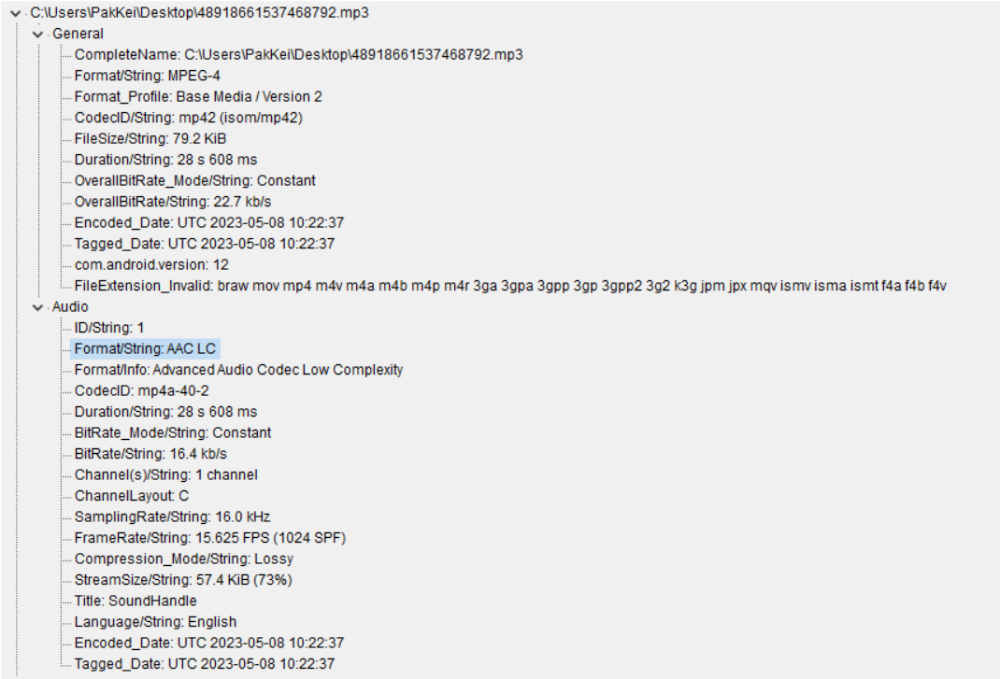 C:\Users\PakKei\Desktop\48918661537468792.mp3
General
CompleteName: C:\Users\PakKei\Desktop\48918661537468792.mp3
Format/String: MPEG-4
Format_Profile: Base Media / Version 2
CodecID/String: mp42 (isom/mp42)
FileSize/String: 79.2 KiB
Duration/String: 28 s 608 ms
OverallBitRate_Mode/String: Constant
OverallBitRate/String: 22.7 kb/s
Encoded_Date: UTC 2023-05-08 10:22:37
Tagged_Date: UTC 2023-05-08 10:22:37
com.android.version: 12
FileExtension_Invalid: braw mov mp4 m4v m4a m4b m4p m4r 3ga 3gpa 3gpp 3gp 3gpp2 3g2 k3g jpm jpx mqv ismv isma ismt f4a f4b f4v
Audio
ID/String: 1
Format/String: AAC LC
Format/Info: Advanced Audio Codec Low Complexity
CodecID: mp4a-40-2
Duration/String: 28 s 608 ms
BitRate_Mode/String: Constant
BitRate/String: 16.4 kb/s
Channel(s)/String: 1 channel
ChannelLayout: C
SamplingRate/String: 16.0 kHz
FrameRate/String: 15.625 FPS (1024 SPF)
Compression_Mode/String: Lossy
StreamSize/String: 57.4 KiB (73%)
Title: SoundHandle
Language/String: English
Encoded_Date: UTC 2023-05-08 10:22:37
Tagged_Date: UTC 2023-05-08 10:22:37